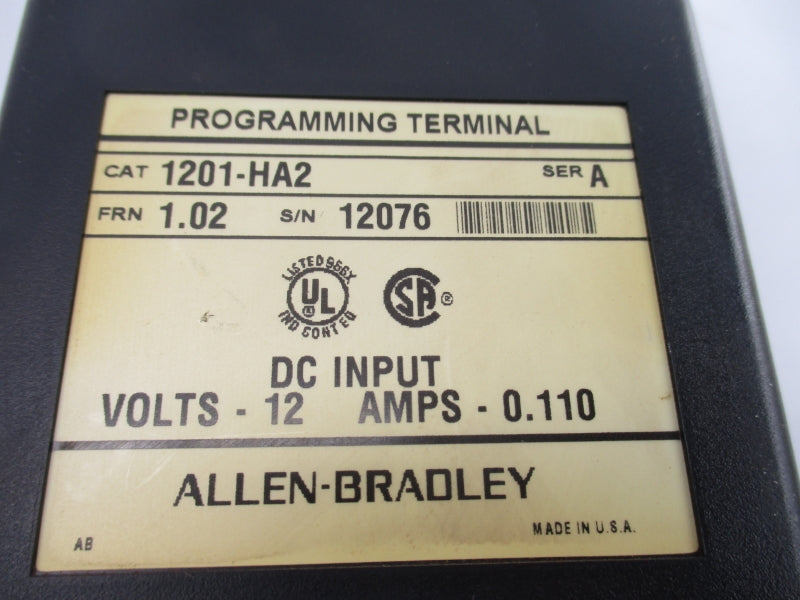 PROGRAMMING TERMINAL
CAT 1201-HA2 SER A
FRN 1.02 S/N 12076
LISTED 966X
UL
IND CONT EQ
SA ®
DC INPUT
VOLTS - 12 AMPS - 0.110
ALLEN-BRADLEY
AB MADE IN U.S.A.